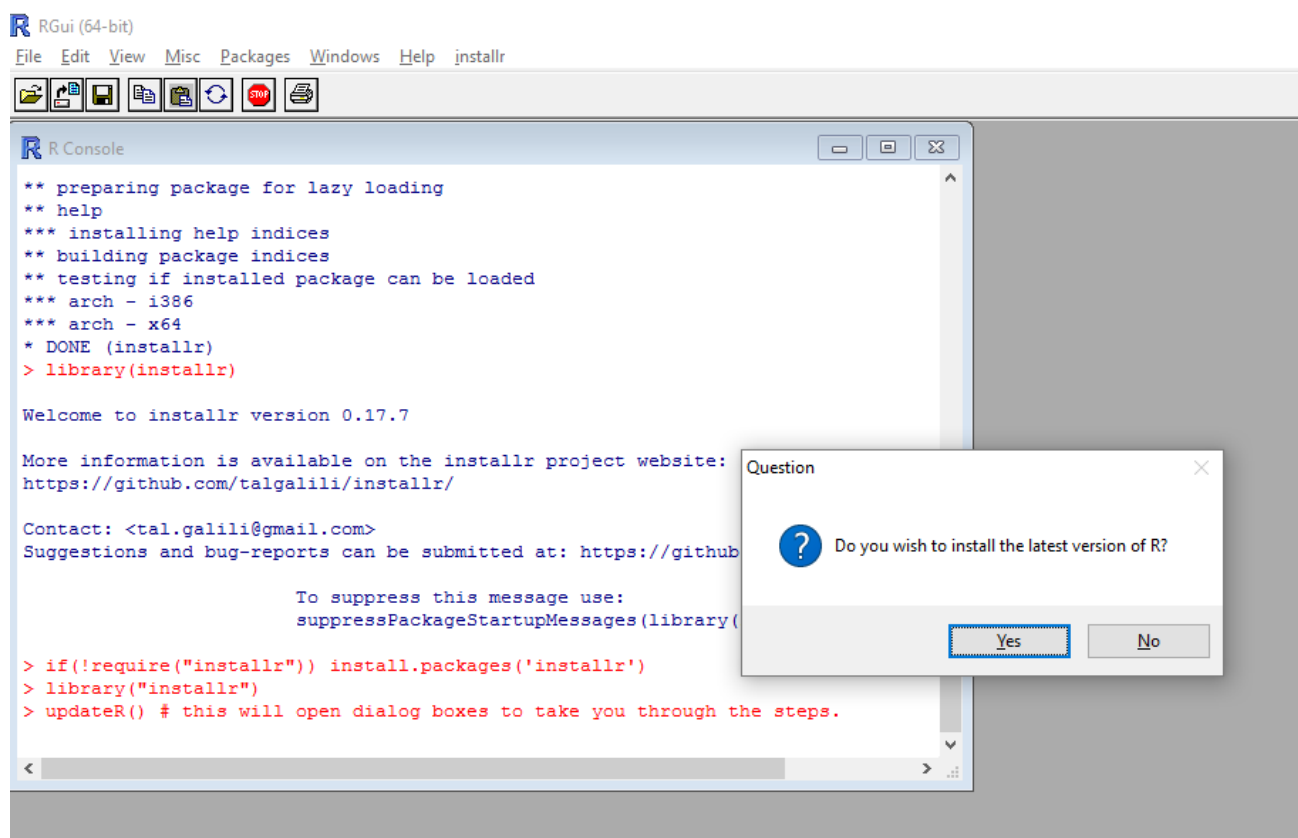 RGui (64-bit)
File Edit View Misc Packages Windows Help installr
STOP
R Console
** preparing package for lazy loading
** help
*** installing help indices
** building package indices
** testing if installed package can be loaded
*** arch - i386
*** arch - x64
* DONE (installr)
> library(installr)
Welcome to installr version 0.17.7
More information is available on the installr project website:
https://github.com/talgalili/installr/
Contact: <tal.galili@gmail.com>
Suggestions and bug-reports can be submitted at: https://github
To suppress this message use:
suppressPackageStartupMessages(library(
> if(!require("installr")) install.packages('installr')
> library("installr")
> updateR() # this will open dialog boxes to take you through the steps.
Question
Do you wish to install the latest version of R?
Yes No